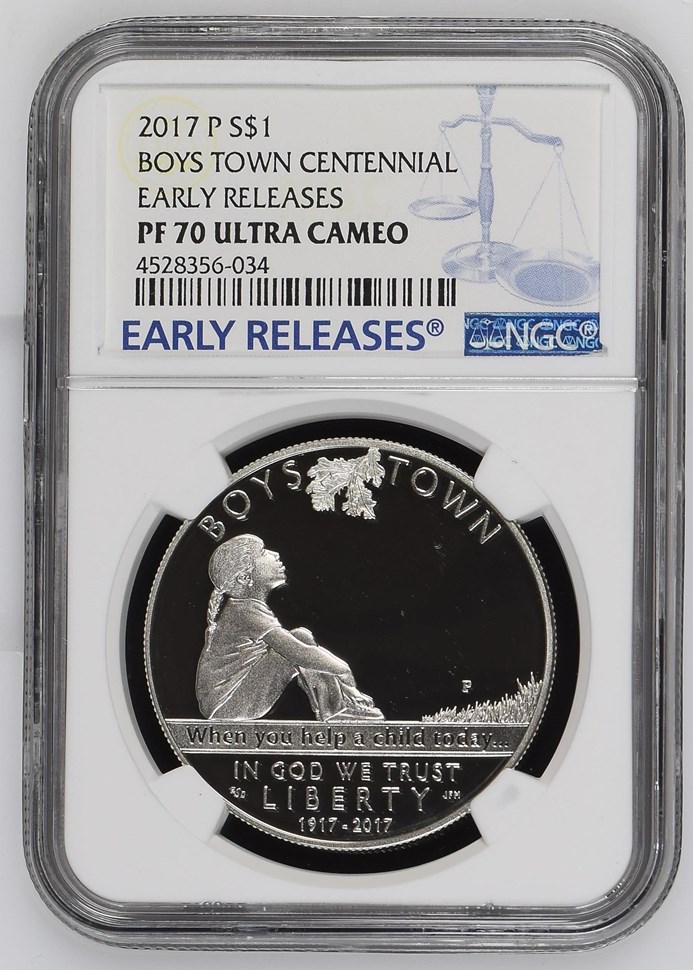 2017 P S$1
BOYS TOWN CENTENNIAL
EARLY RELEASES
PF 70 ULTRA CAMEO
4528356-034
EARLY RELEASES®
NGC®
BOYS TOWN
P
When you help a child today...
IN GOD WE TRUST
LIBERTY
JFM
1917-2017